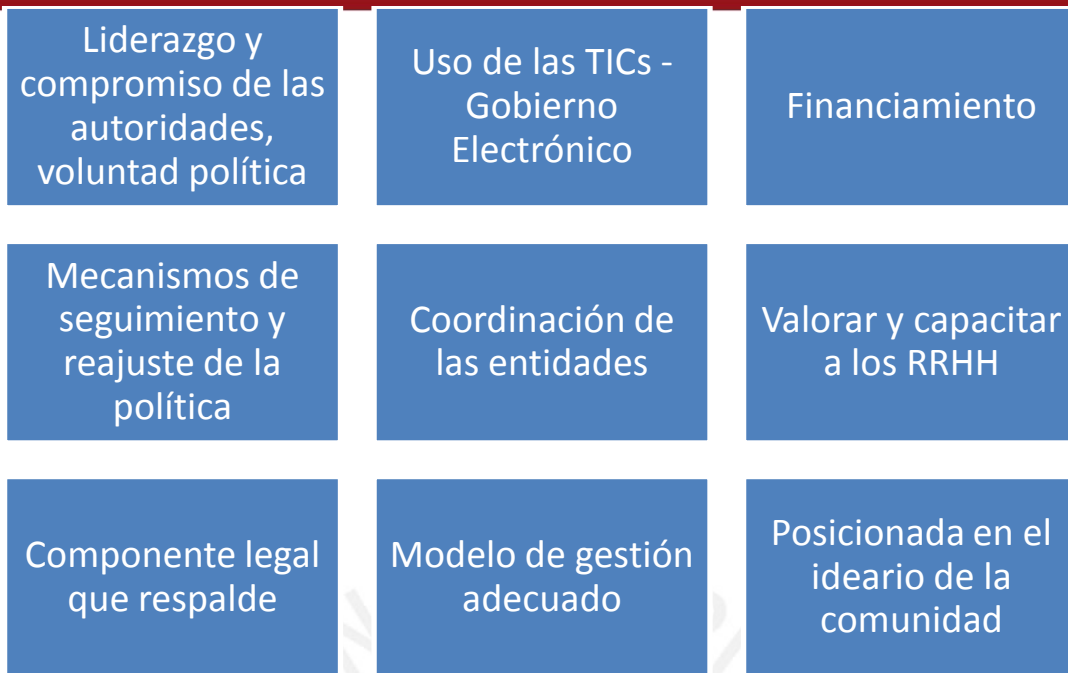 Liderazgo y
compromiso de las
autoridades,
voluntad política
Uso de las TICs -
Gobierno
Electrónico
Financiamiento
Mecanismos de
seguimiento y
reajuste de la
política
Coordinación de
las entidades
Valorar y capacitar
a los RRHH
Componente legal
que respalde
Modelo de gestión
adecuado
Posicionada en el
ideario de la
comunidad